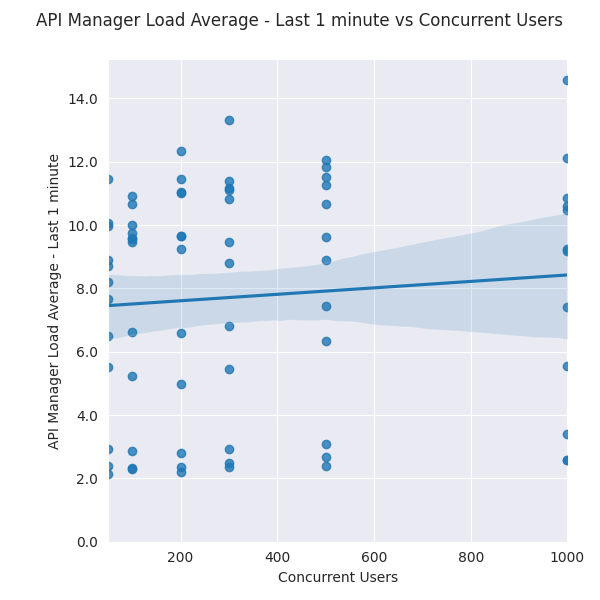 API Manager Load Average - Last 1 minute vs Concurrent Users
API Manager Load Average - Last 1 minute
14.0
12.0
10.0
8.0
6.0
4.0
2.0
0.0
200 400 600 800 1000
Concurrent Users